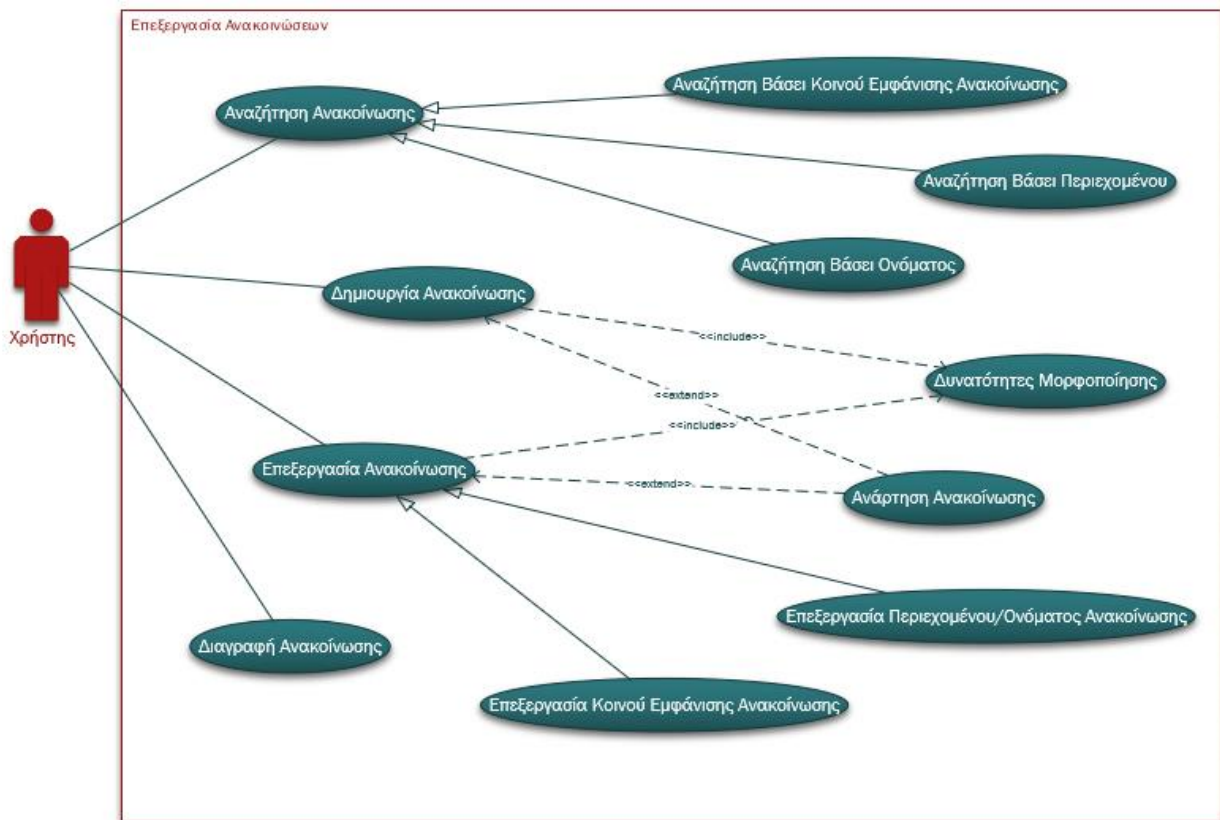 Επεξεργασία Ανακοινώσεων
Αναζήτηση Βάσει Κοινού Εμφάνισης Ανακοίνωσης
Αναζήτηση Ανακοίνωσης
Αναζήτηση Βάσει Περιεχομένου
Αναζήτηση Βάσει Ονόματος
Δημιουργία Ανακοίνωσης
Χρήστης
<<include>>
Δυνατότητες Μορφοποίησης
<<extend>>
<<include>>
Επεξεργασία Ανακοίνωσης
<<extend>>
Ανάρτηση Ανακοίνωσης
Επεξεργασία Περιεχομένου/Ονόματος Ανακοίνωσης
Διαγραφή Ανακοίνωσης
Επεξεργασία Κοινού Εμφάνισης Ανακοίνωσης